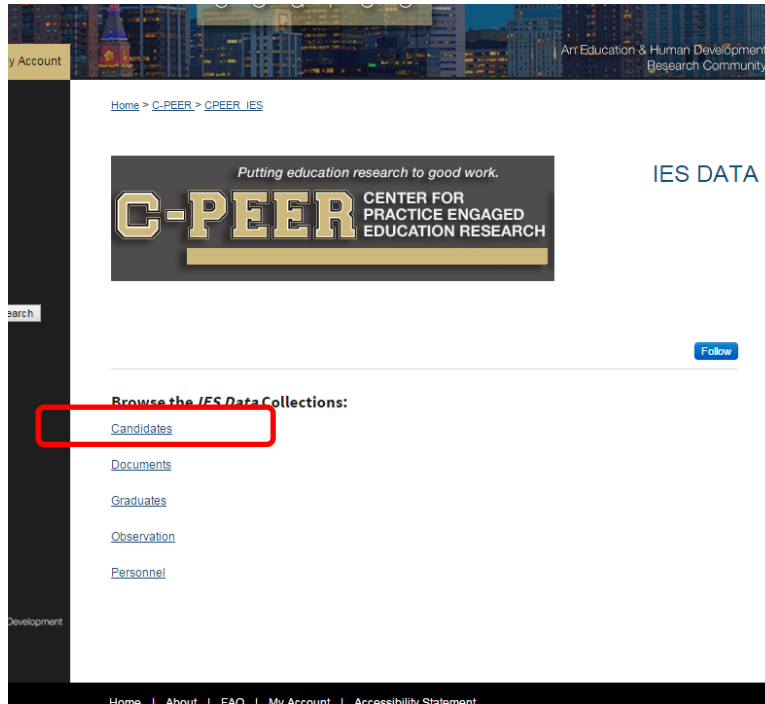 y Account
An Education & Human Development
Research Community
Home > C-PEER > CPEER_IES
Putting education research to good work.
C-PEER
CENTER FOR
PRACTICE ENGAGED
EDUCATION RESEARCH
IES DATA
earch
Follow
Browse the IES Data Collections:
Candidates
Documents
Graduates
Observation
Personnel
Development
Home | About | FAQ | My Account | Accessibility Statement